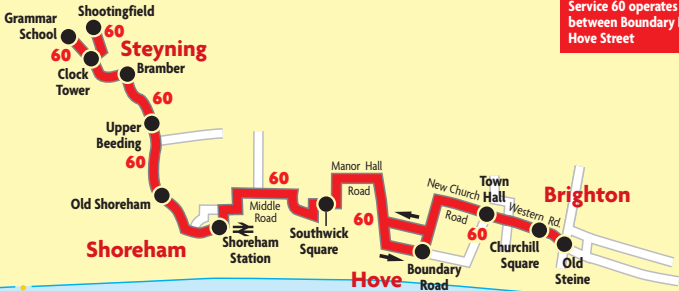 Service 60 operates
between Boundary
Hove Street
Shootingfield
Grammar
School
60
60
Steyning
Clock
Tower
Bramber
60
Upper
Beeding
60
Old Shoreham
Shoreham
Shoreham
Station
60
Middle
Road
Southwick
Square
Manor Hall
Road
60
Hove
Boundary
Road
New Church
Road
Town
Hall
60
Western Rd.
Brighton
Churchill
Square
Old
Steine